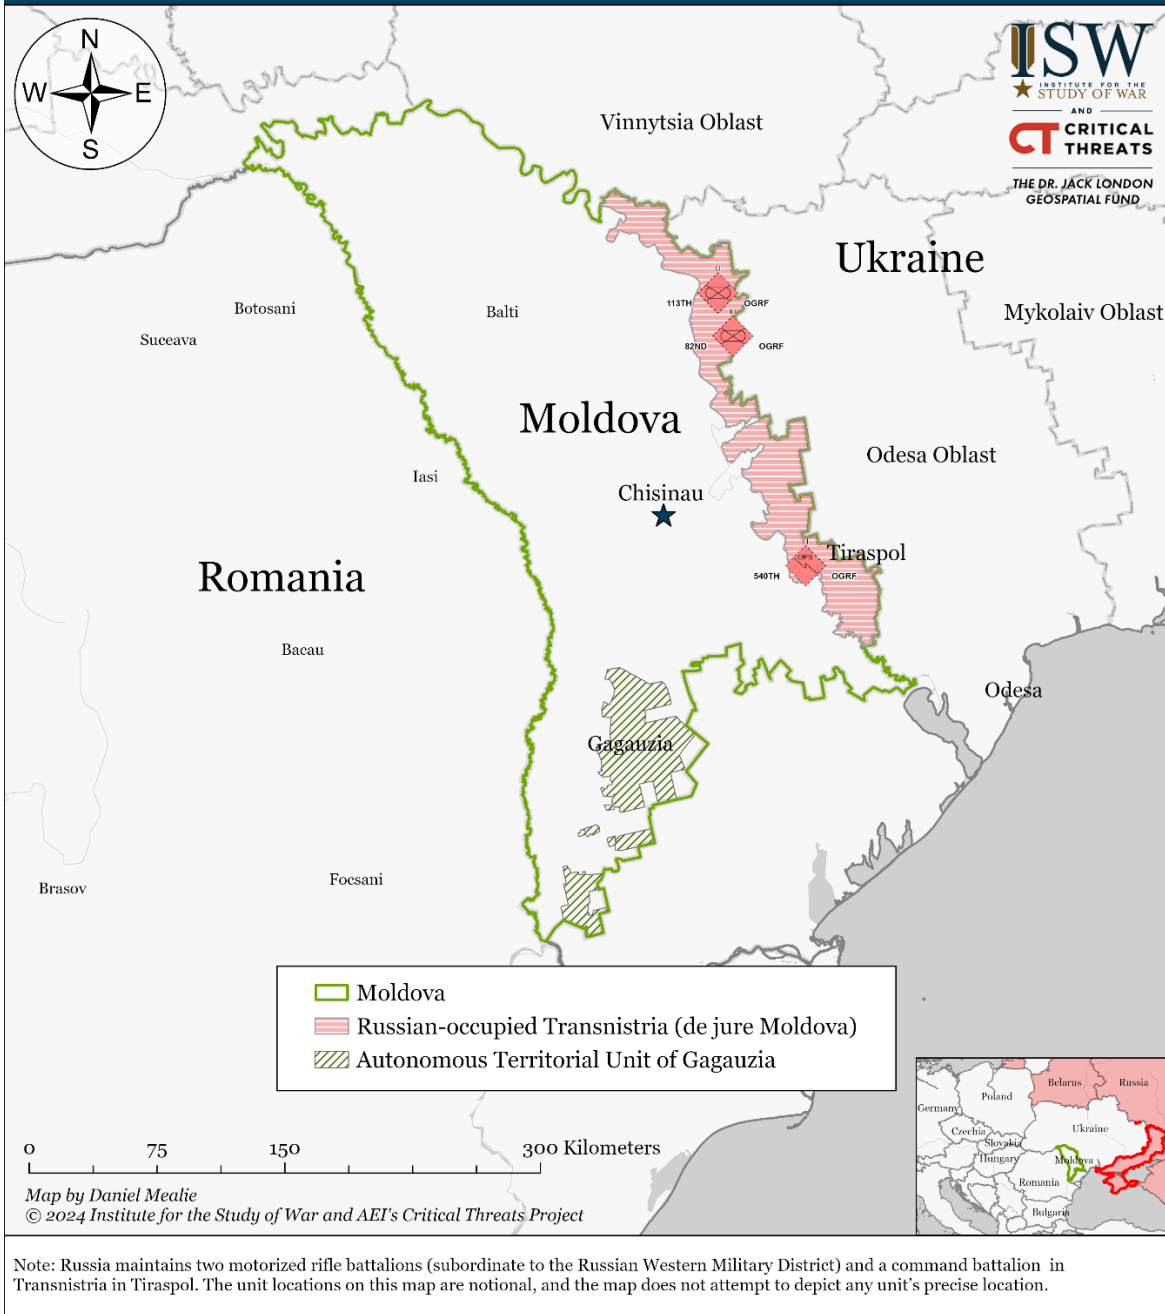 N
W E
S
ISW
INSTITUTE FOR THE
STUDY OF WAR
AND
CT CRITICAL
THREATS
THE DR. JACK LONDON
GEOSPATIAL FUND
Vinnytsia Oblast
Ukraine
Mykolaiv Oblast
Botosani
Balti
Suceava
113TH OGRF
82ND OGRF
Moldova
Odesa Oblast
Iasi
Chisinau
Tiraspol
540TH OGRF
Romania
Bacau
Odesa
Gagauzia
Brasov
Focsani
Moldova
Russian-occupied Transnistria (de jure Moldova)
Autonomous Territorial Unit of Gagauzia
Belarus
Russia
Poland
Germany
Czechia
Ukraine
Slovakia
Hungary
Moldova
Romania
Bulgaria
0 75 150 300 Kilometers
Map by Daniel Mealie
© 2024 Institute for the Study of War and AEI's Critical Threats Project
Note: Russia maintains two motorized rifle battalions (subordinate to the Russian Western Military District) and a command battalion in
Transnistria in Tiraspol. The unit locations on this map are notional, and the map does not attempt to depict any unit's precise location.